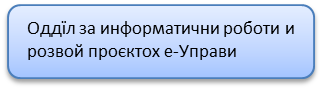 Оддїл за информатични роботи и
розвой проєктох е-Управи